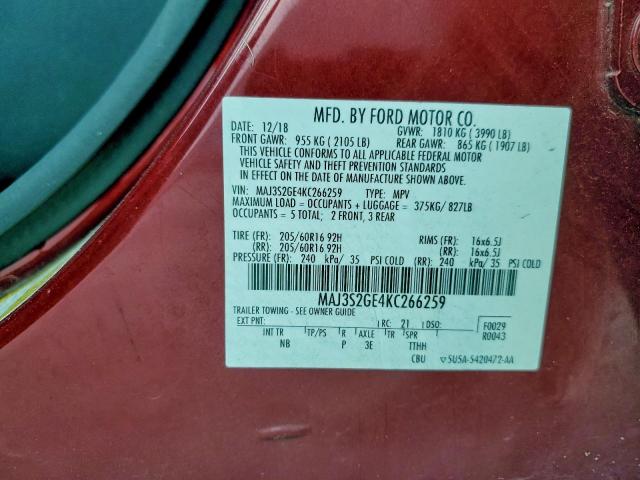 MFD. BY FORD MOTOR CO.
DATE: 12/18 GVWR: 1810 KG ( 3990 LB)
FRONT GAWR: 955 KG ( 2105 LB) REAR GAWR: 865 KG ( 1907 LB)
THIS VEHICLE CONFORMS TO ALL APPLICABLE FEDERAL MOTOR
VEHICLE SAFETY AND THEFT PREVENTION STANDARDS
IN EFFECT ON THE DATE OF MANUFACTURE SHOWN ABOVE.
VIN: MAJ3S2GE4KC266259 TYPE: MPV
MAXIMUM LOAD = OCCUPANTS + LUGGAGE = 375KG/ 827LB
OCCUPANTS = 5 TOTAL; 2 FRONT, 3 REAR
TIRE (FR): 205/60R16 92H RIMS (FR): 16x6.5J
(RR): 205/60R16 92H (RR): 16x6.5J
PRESSURE (FR): 240 kPa/ 35 PSI COLD (RR): 240 kPa/ 35 PSI COLD
MAJ3S2GE4KC266259
TRAILER TOWING - SEE OWNER GUIDE
EXT PNT: RC: 21 DSO: F0029
R0043
INT TR TP/PS R AXLE TR SPR
NB P 3E TTHH
CBU ▽5U5A-5420472-AA